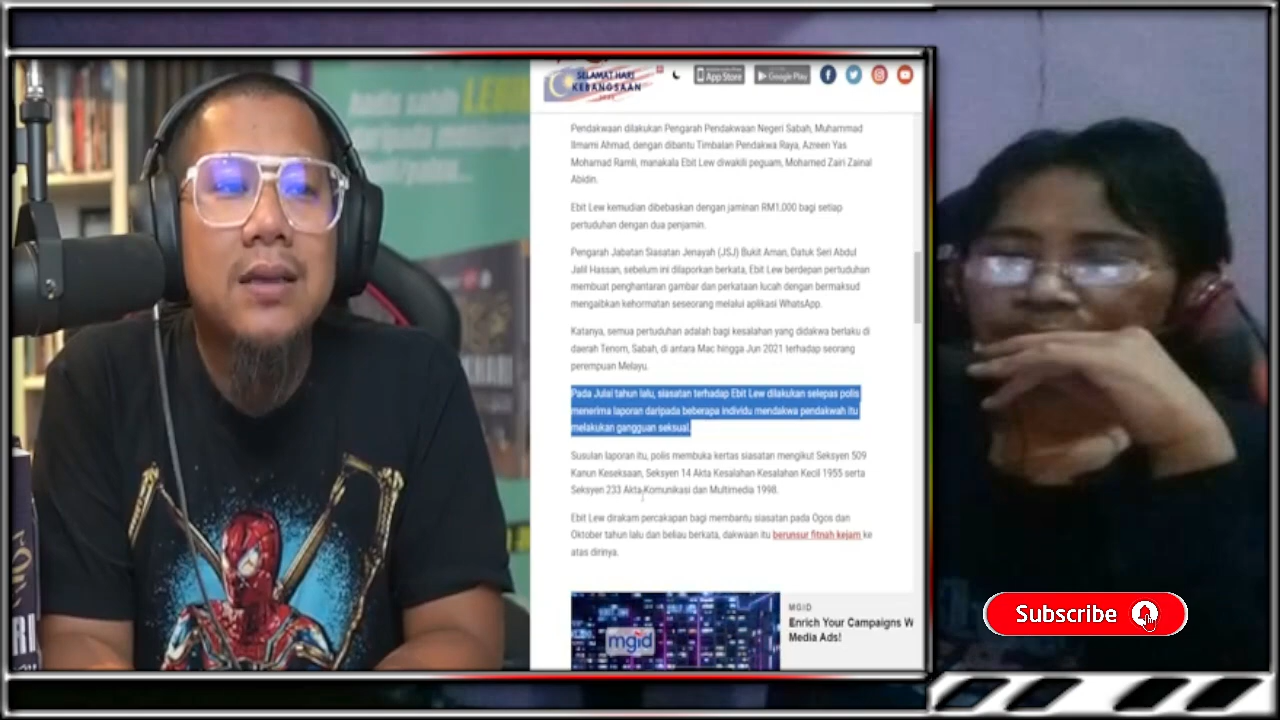 LE
Media sabih
SELAMAT HARI
KEBANGSAAN
App Store
Google Play
Pendakwaan dilakukan Pengarah Pendakwaan Negeri Sabah, Muhammad
Ilmami Ahmad, dengan dibantu Timbalan Pendakwa Raya, Azreen Yas
Mohamad Ramli, manakala Ebit Lew diwakili peguam, Mohamed Zairi Zainal
Abidin.
Ebit Lew kemudian dibebaskan dengan jaminan RM1,000 bagi setiap
pertuduhan dengan dua penjamin.
Pengarah Jabatan Siasatan Jenayah (JSJ) Bukit Aman, Datuk Seri Abdul
Jalil Hassan, sebelum ini dilaporkan berkata, Ebit Lew berdepan pertuduhan
membuat penghantaran gambar dan perkataan lucah dengan bermaksud
mengaibkan kehormatan seseorang melalui aplikasi WhatsApp.
Katanya, semua pertuduhan adalah bagi kesalahan yang didakwa berlaku di
daerah Tenom, Sabah, di antara Mac hingga Jun 2021 terhadap seorang
perempuan Melayu.
Pada Julai tahun lalu, siasatan terhadap Ebit Lew dilakukan selepas polis
menerima laporan daripada beberapa individu mendakwa pendakwah itu
melakukan gangguan seksual.
Susulan laporan itu, polis membuka kertas siasatan mengikut Seksyen 509
Kanun Keseksaan, Seksyen 14 Akta Kesalahan-Kesalahan Kecil 1955 serta
Seksyen 233 Akta Komunikasi dan Multimedia 1998.
Ebit Lew dirakam percakapan bagi membantu siasatan pada Ogos dan
Oktober tahun lalu dan beliau berkata, dakwaan itu berunsur fitnah kejam ke
atas dirinya.
mgid
MGID
Enrich Your Campaigns W
Media Ads!
Subscribe